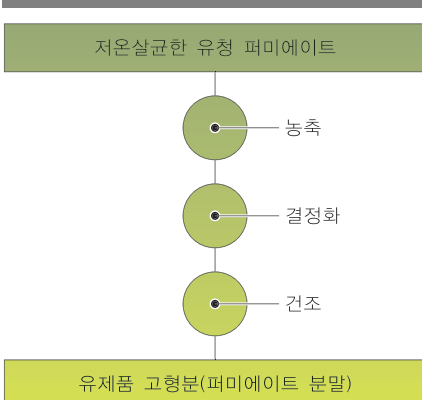 저온살균한 유청 퍼미에이트
농축
결정화
건조
유제품 고형분(퍼미에이트 분말)